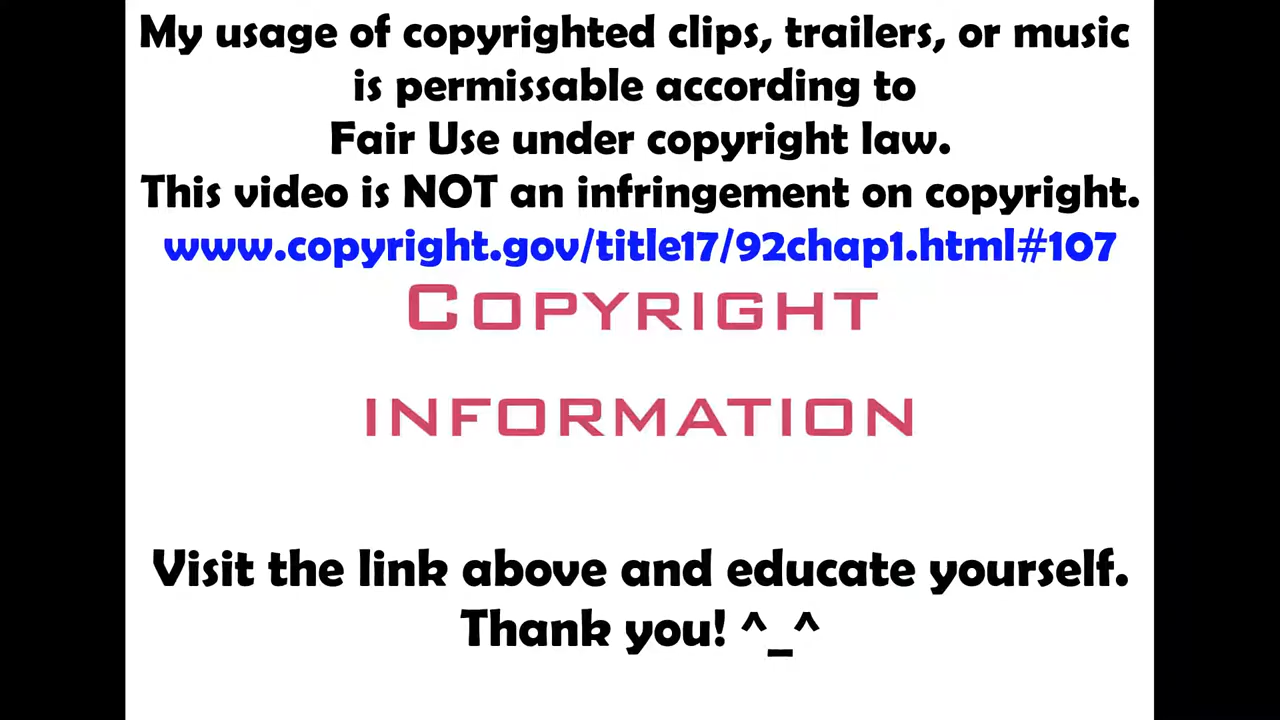 My usage of copyrighted clips, trailers, or music
is permissable according to
Fair Use under copyright law.
This video is NOT an infringement on copyright.
www.copyright.gov/title17/92chap1.html#107
COPYRIGHT
INFORMATION
Visit the link above and educate yourself.
Thank you! ^_^